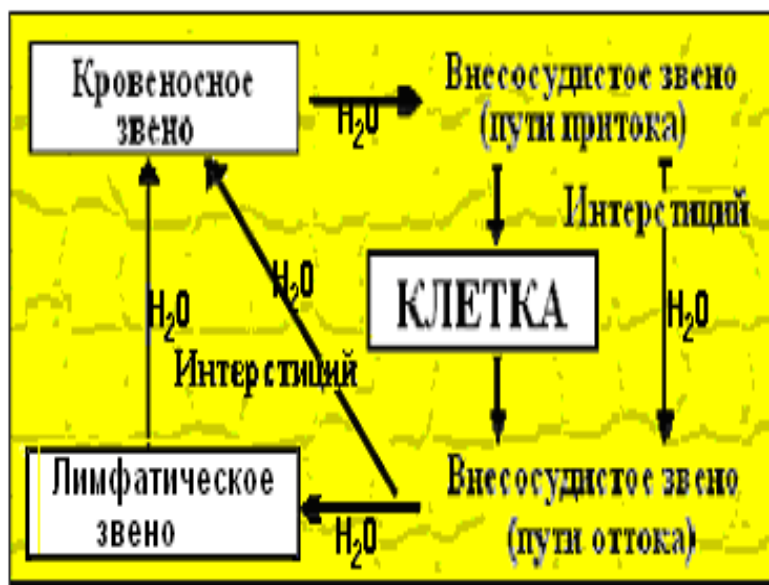 Кровеносное
звено
H₂O
Внесосудистое звено
(пути притока)
Интерстиций
КЛЕТКА
H₂O
H₂O
H₂O
Интерстиций
Лимфатическое
звено
H₂O
Внесосудистое звено
(пути оттока)